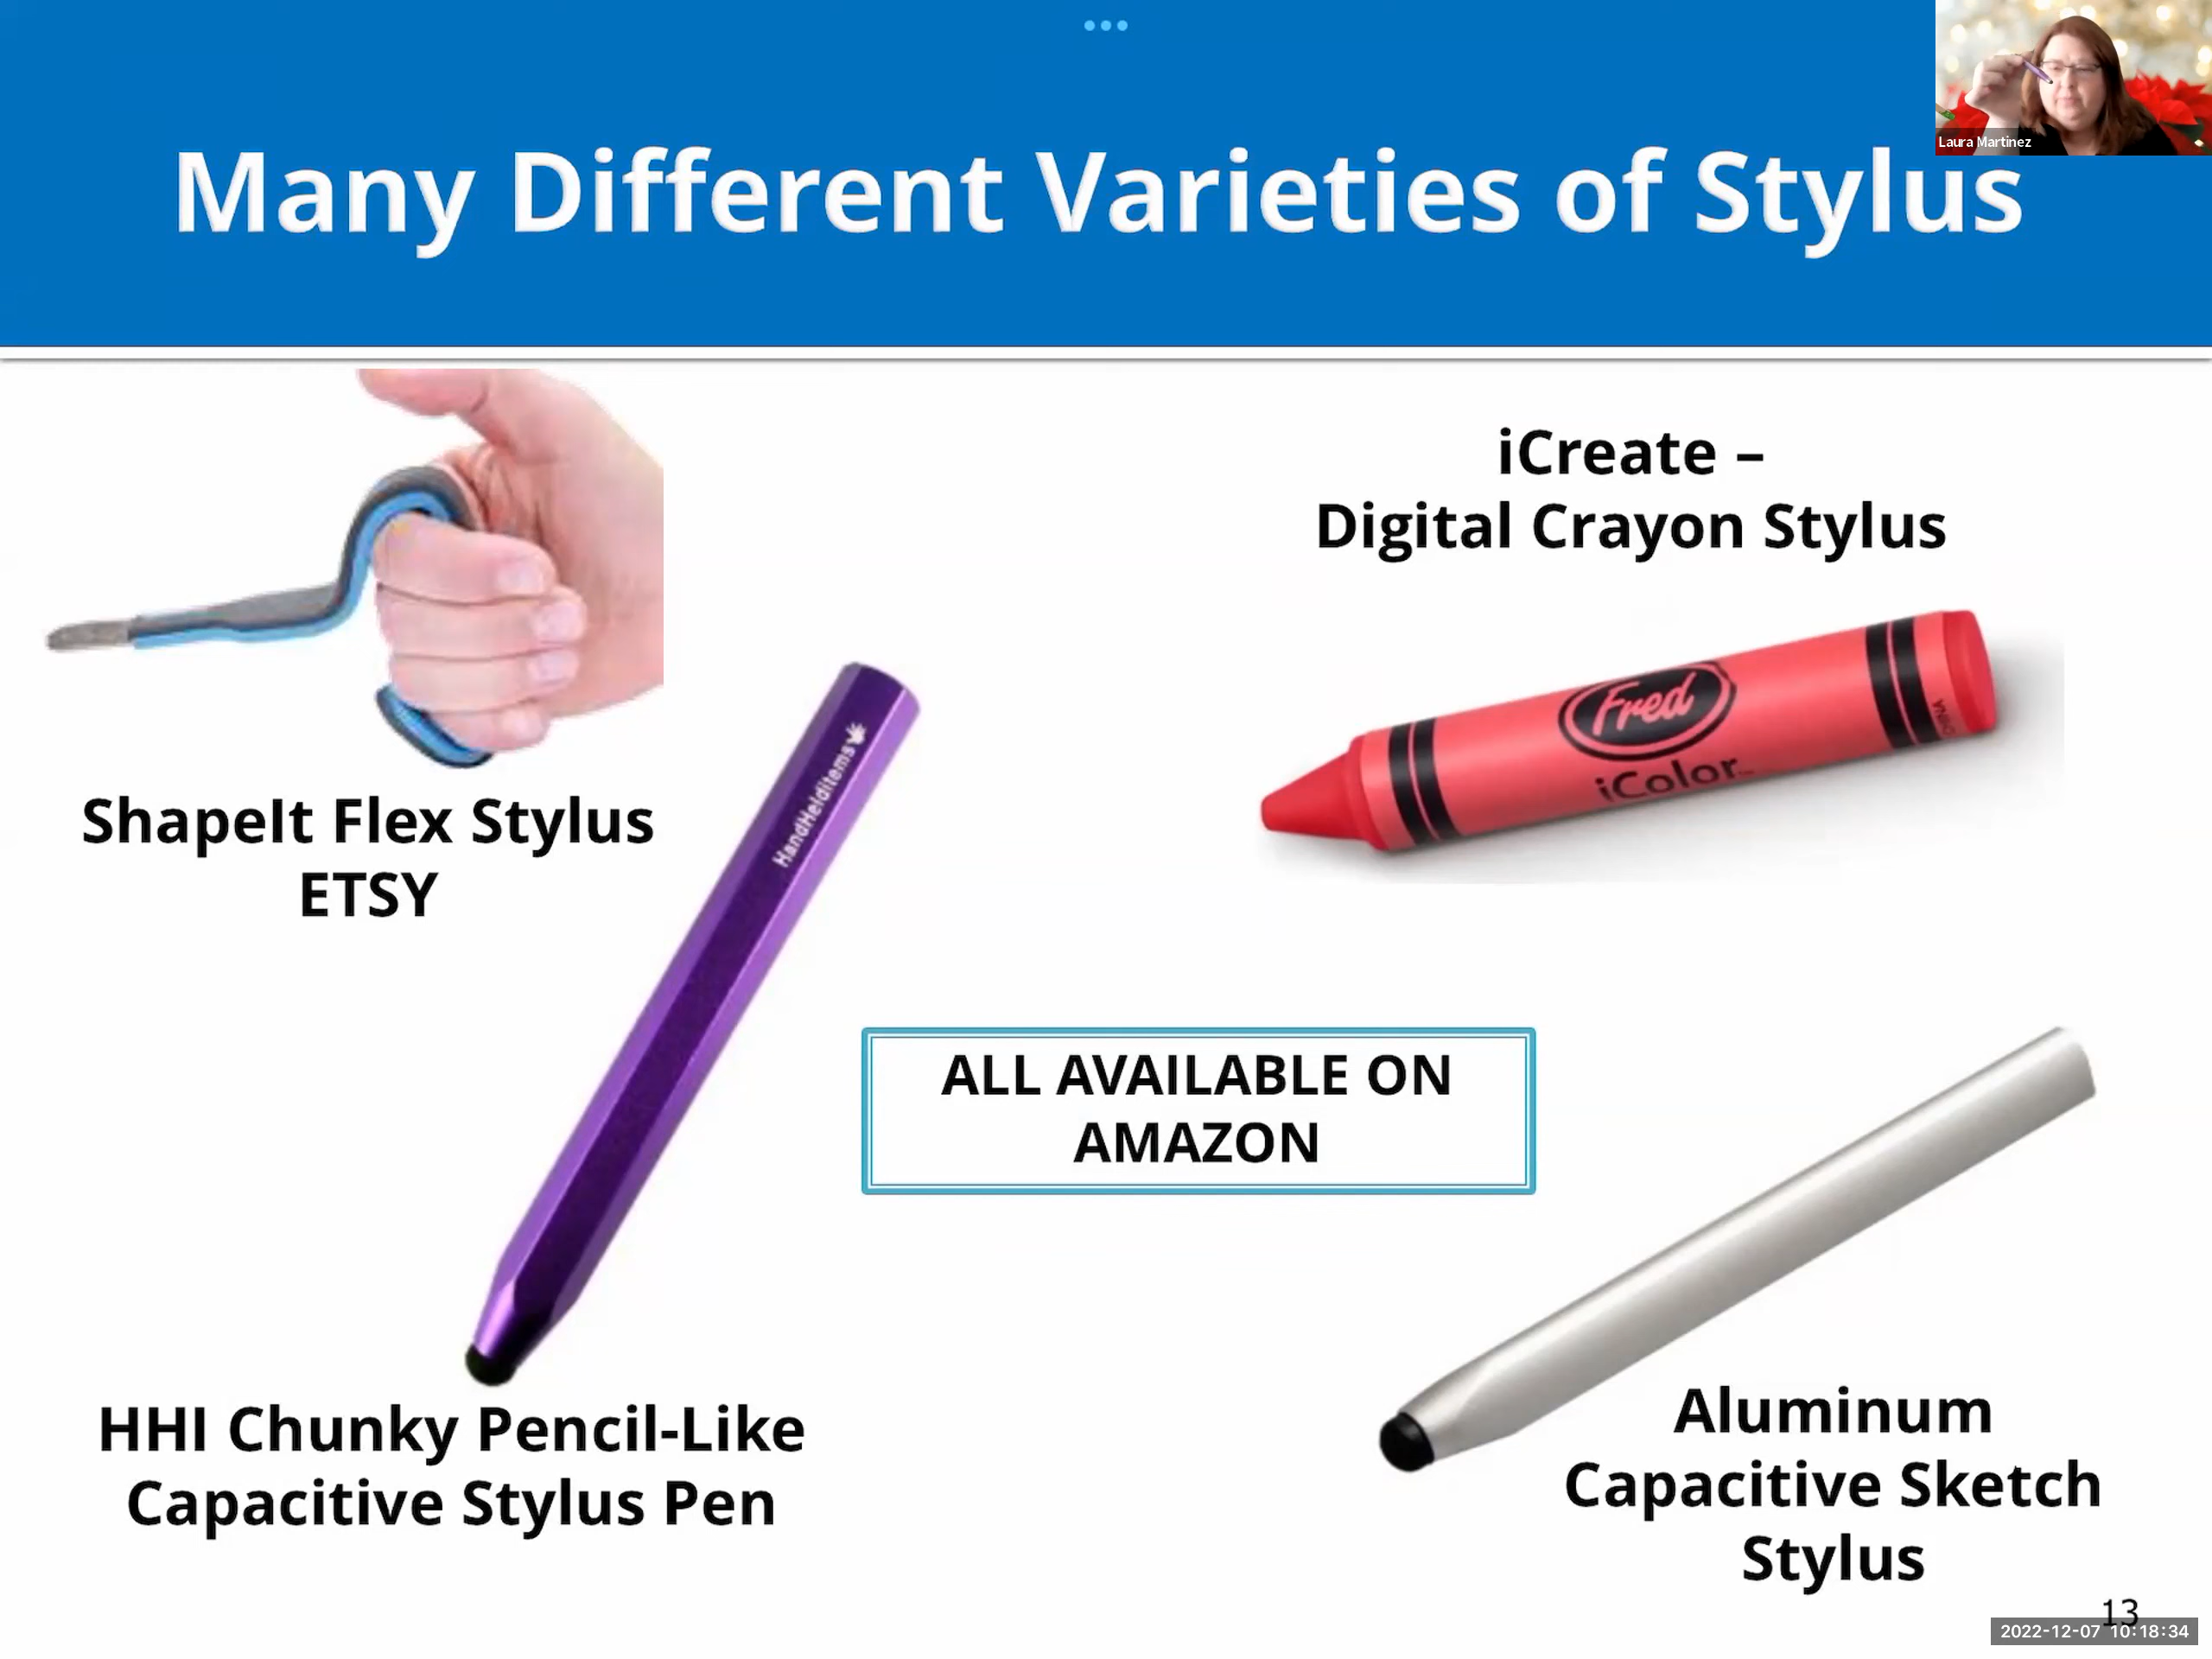 Laura Martinez
Many Different Varieties of Stylus
iCreate –
Digital Crayon Stylus
Fred
iColor
CHINA
ShapeIt Flex Stylus
ETSY
HandHelditems
ALL AVAILABLE ON
AMAZON
HHI Chunky Pencil-Like
Capacitive Stylus Pen
Aluminum
Capacitive Sketch
Stylus
13
2022-12-07 10:18:34